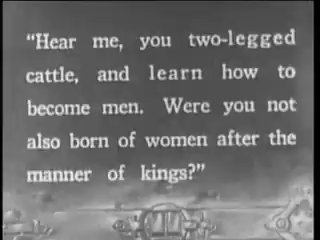 "Hear me, you two-legged
cattle, and learn how to
become men. Were you not
also born of women after the
manner of kings?"